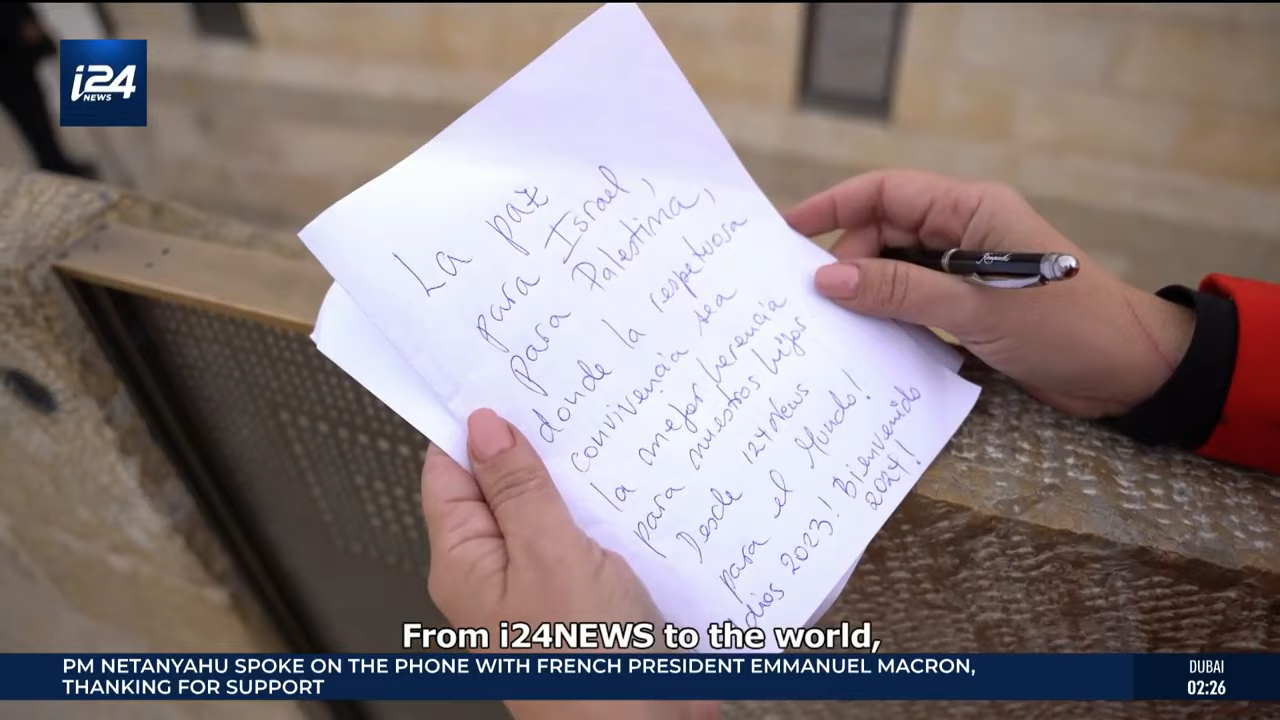 i24
NEWS
La paz
para Israel,
para Palestina,
donde la respetuosa
convivencia sea
la mejor herencia
para nuestros hijos.
Desde i24News
para el Mundo!
dios 2023! Bienvenido
2024!
From i24NEWS to the world,
PM NETANYAHU SPOKE ON THE PHONE WITH FRENCH PRESIDENT EMMANUEL MACRON,
THANKING FOR SUPPORT
DUBAI
02:26